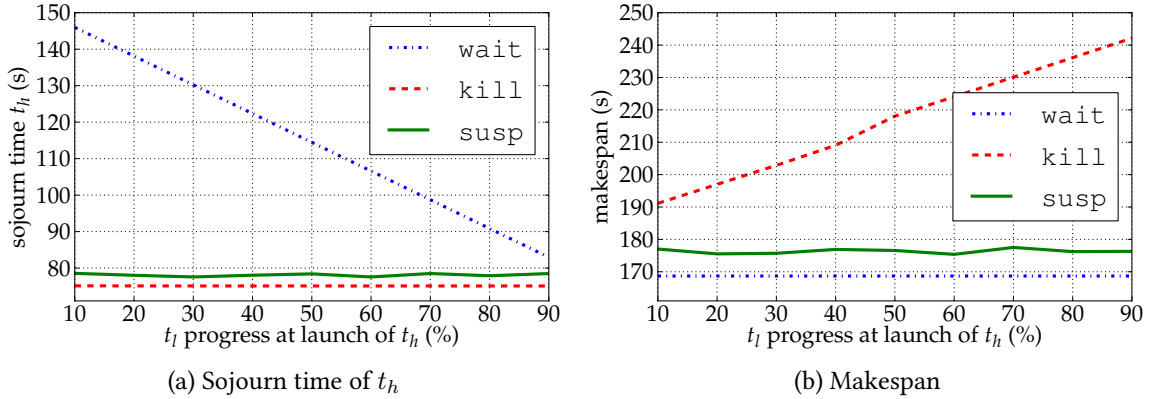 150
140
130
120
110
100
90
80
sojourn time t_h (s)
wait
kill
susp
10 20 30 40 50 60 70 80 90
t_l progress at launch of t_h (%)
(a) Sojourn time of t_h
250
240
230
220
210
200
190
180
170
makespan (s)
wait
kill
susp
10 20 30 40 50 60 70 80 90
t_l progress at launch of t_h (%)
(b) Makespan